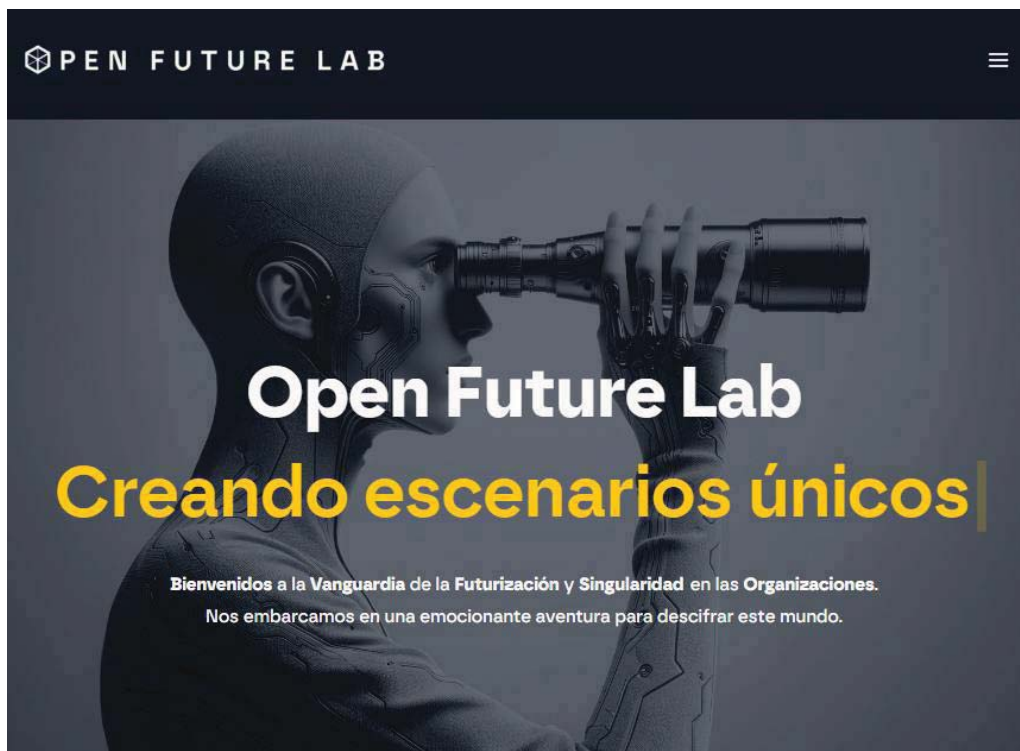 OPEN FUTURE LAB
Open Future Lab
Creando escenarios únicos
Bienvenidos a la Vanguardia de la Futurización y Singularidad en las Organizaciones.
Nos embarcamos en una emocionante aventura para descifrar este mundo.